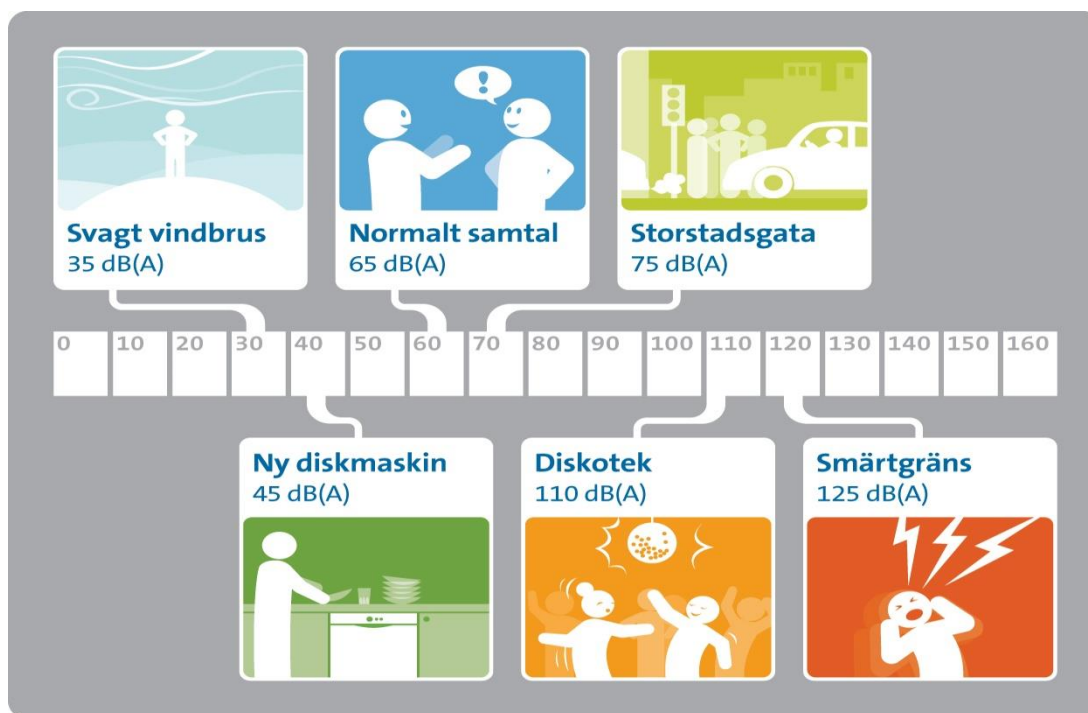 Svagt vindbrus
35 dB(A)
Normalt samtal
65 dB(A)
Storstadsgata
75 dB(A)
0 10 20 30 40 50 60 70 80 90 100 110 120 130 140 150 160
Ny diskmaskin
45 dB(A)
Diskotek
110 dB(A)
Smärtgräns
125 dB(A)
!